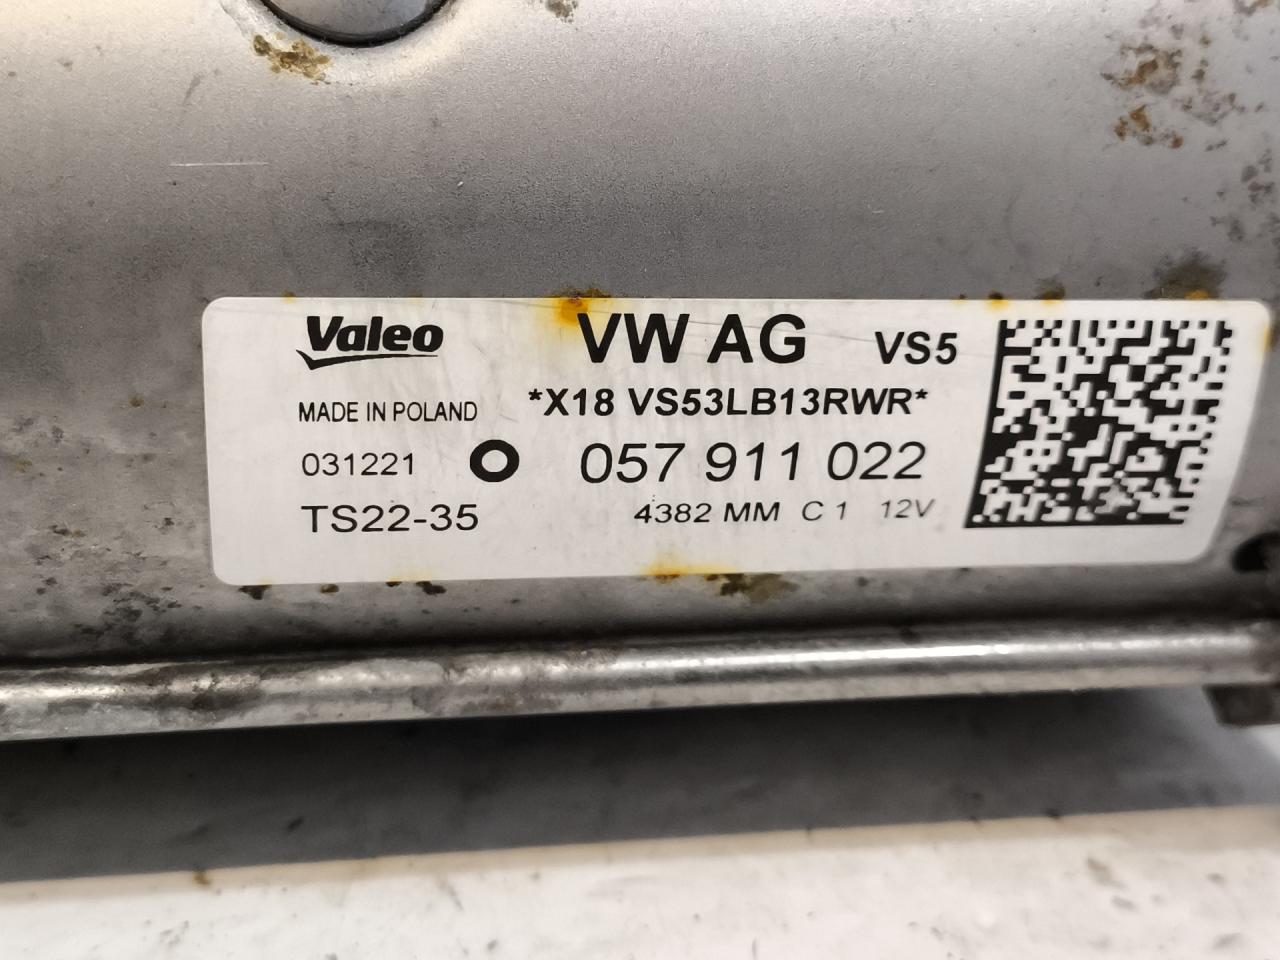 Valeo VW AG VS5
MADE IN POLAND *X18 VS53LB13RWR*
031221 O 057 911 022
TS22-35 4382 MM C 1 12V